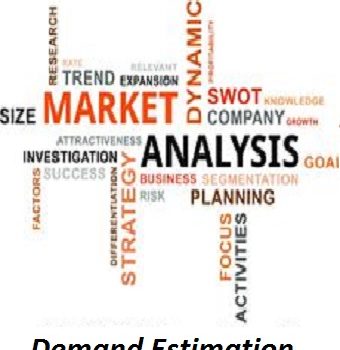 RESEARCH
RATE
RELEVANT
TREND
EXPANSION
DYNAMIC
PROFITABILITY
SIZE
MARKET
SWOT
KNOWLEDGE
COMPANY
GROWTH
ATTRACTIVENESS
INVESTIGATION
ANALYSIS
GOAL
FACTORS
SUCCESS
DIFFERENTIATION
STRATEGY
BUSINESS
SEGMENTATION
RISK
PLANNING
FOCUS
ACTIVITIES
Demand Estimation